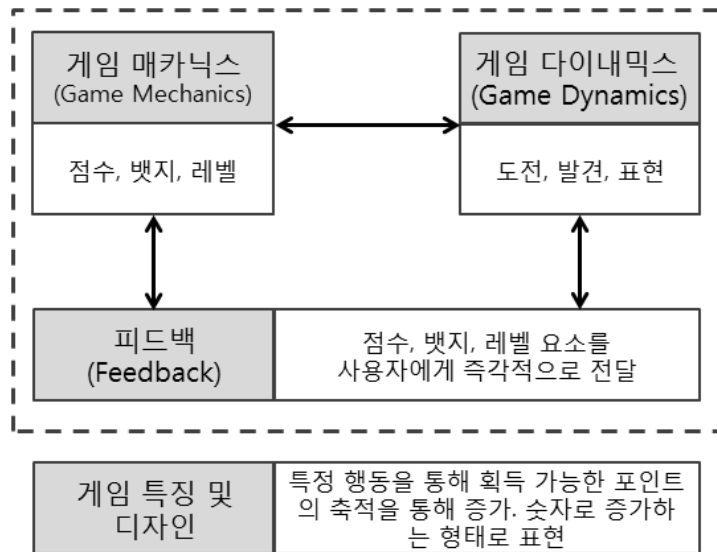 게임 매카닉스
(Game Mechanics)
점수, 뱃지, 레벨
게임 다이내믹스
(Game Dynamics)
도전, 발견, 표현
피드백
(Feedback)
점수, 뱃지, 레벨 요소를
사용자에게 즉각적으로 전달
게임 특징 및
디자인
특정 행동을 통해 획득 가능한 포인트
의 축적을 통해 증가. 숫자로 증가하
는 형태로 표현